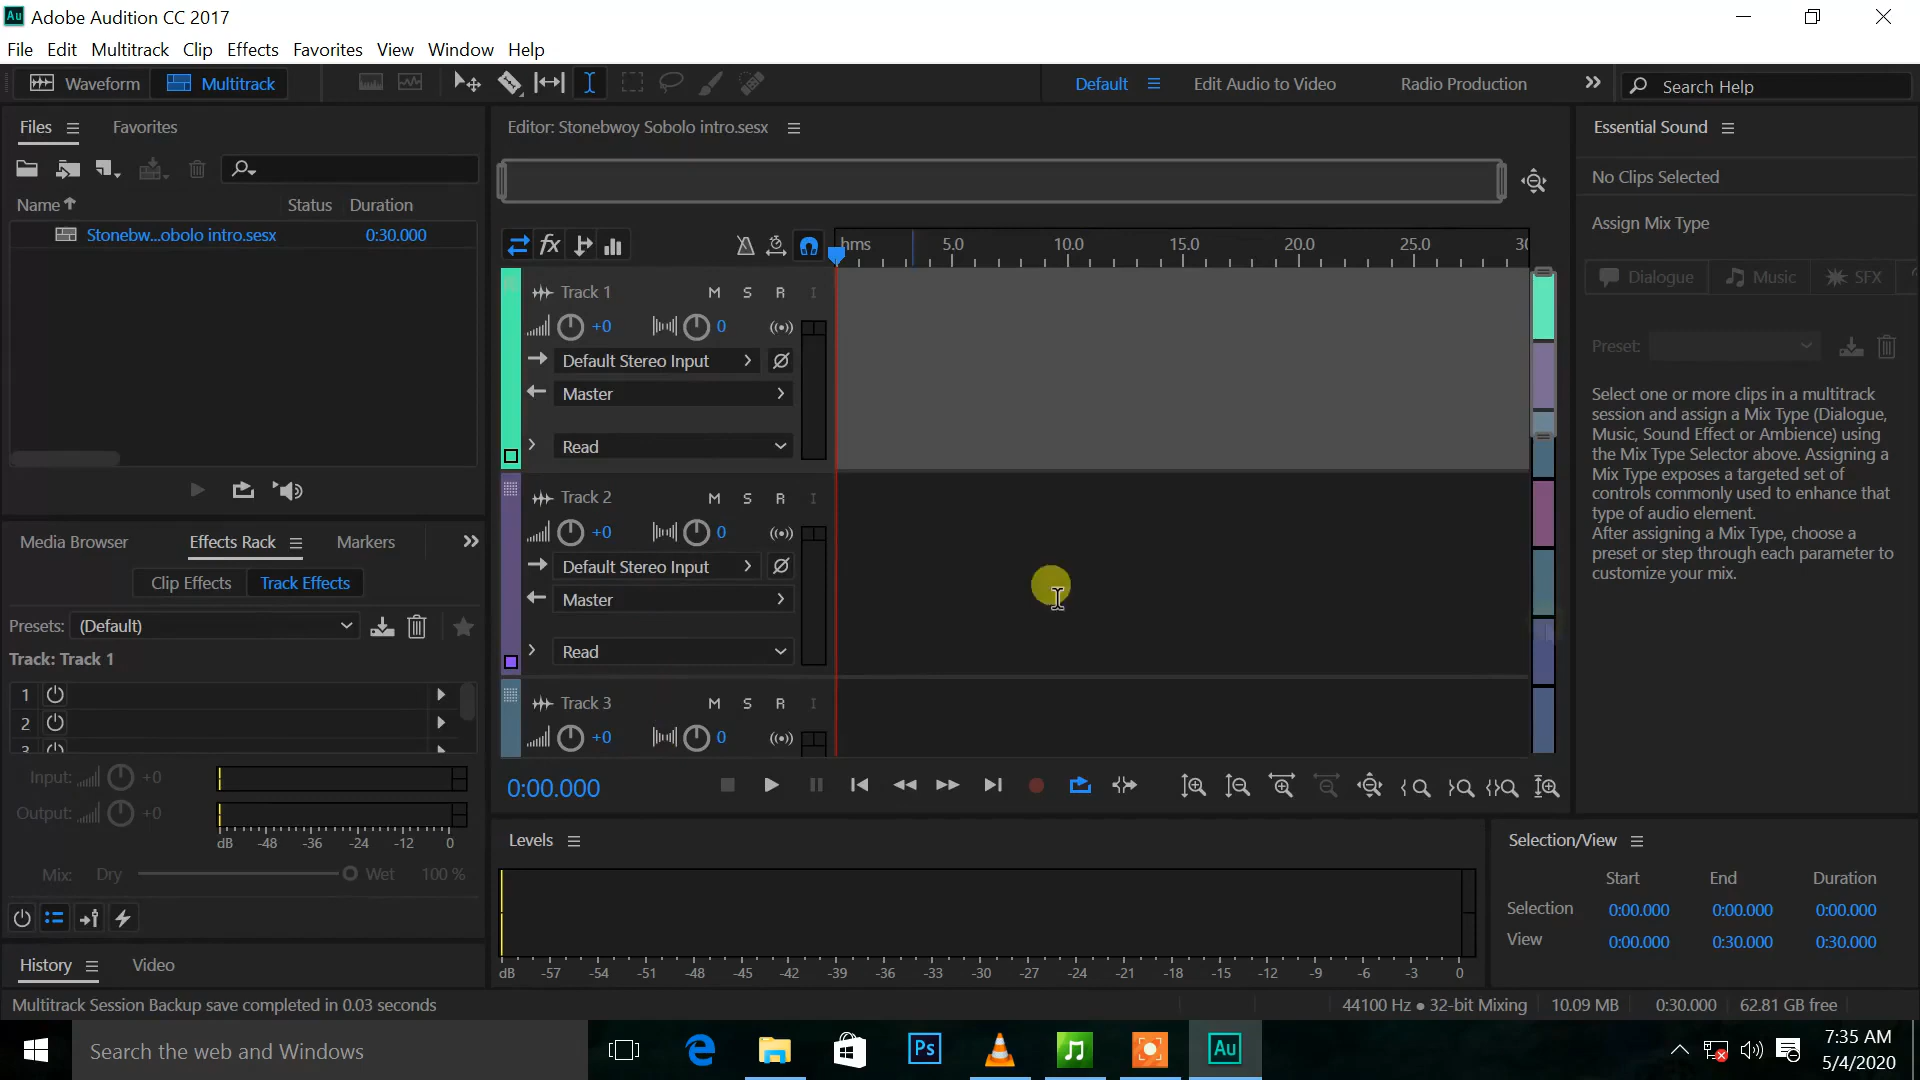 Au Adobe Audition CC 2017
File Edit Multitrack Clip Effects Favorites View Window Help
Waveform Multitrack Default Edit Audio to Video Radio Production Search Help
Files Favorites
Name Status Duration
Stonebw...obolo intro.sesx 0:30.000
Media Browser Effects Rack Markers
Clip Effects Track Effects
Presets: (Default)
Track: Track 1
1
2
3
Input: +0
Output: +0
dB -48 -36 -24 -12 0
Mix: Dry Wet 100 %
History Video
Editor: Stonebwoy Sobolo intro.sesx
fx hms 5.0 10.0 15.0 20.0 25.0
Track 1 M S R I
+0 0
Default Stereo Input
Master
Read
Track 2 M S R I
+0 0
Default Stereo Input
Master
Read
Track 3 M S R I
+0 0
0:00.000
Levels
dB -57 -54 -51 -48 -45 -42 -39 -36 -33 -30 -27 -24 -21 -18 -15 -12 -9 -6 -3 0
Essential Sound
No Clips Selected
Assign Mix Type
Dialogue Music SFX
Preset:
Select one or more clips in a multitrack
session and assign a Mix Type (Dialogue,
Music, Sound Effect or Ambience) using
the Mix Type Selector above. Assigning a
Mix Type exposes a targeted set of
controls commonly used to enhance that
type of audio element.
After assigning a Mix Type, choose a
preset or step through each parameter to
customize your mix.
Selection/View
Start End Duration
Selection 0:00.000 0:00.000 0:00.000
View 0:00.000 0:30.000 0:30.000
Multitrack Session Backup save completed in 0.03 seconds 44100 Hz ● 32-bit Mixing 10.09 MB 0:30.000 62.81 GB free
Search the web and Windows Ps Au
7:35 AM
5/4/2020